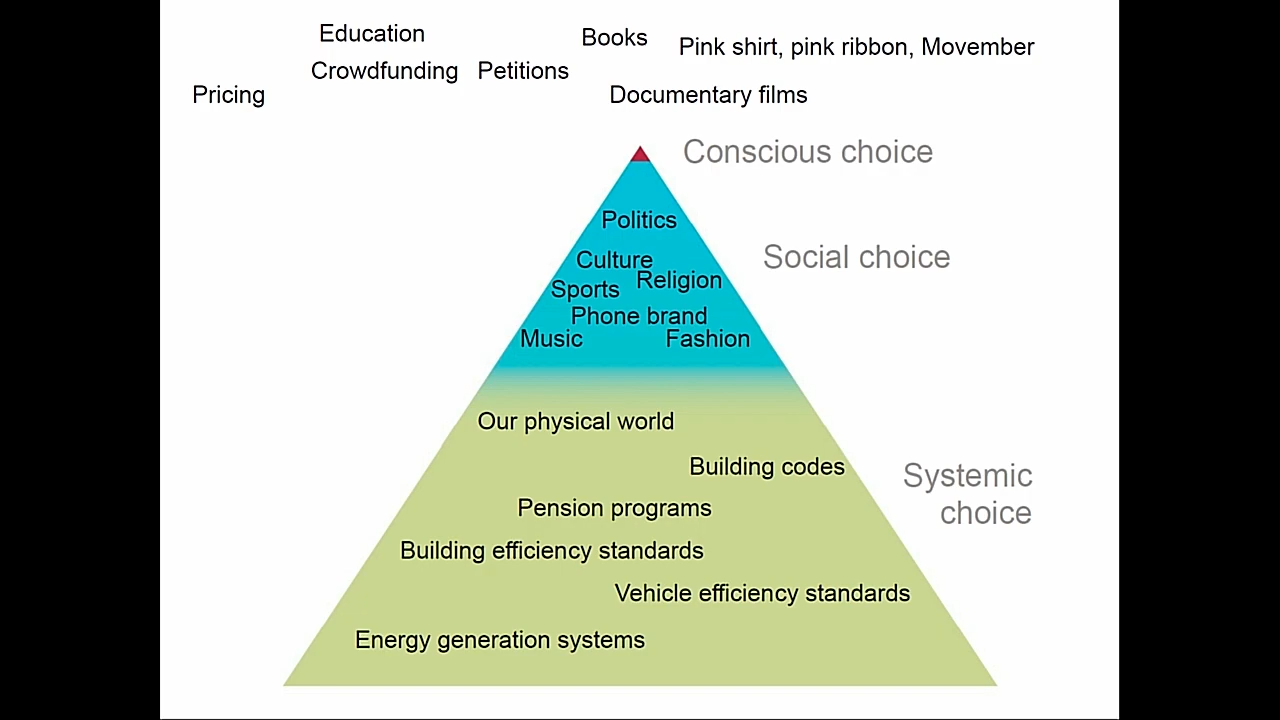 Education
Books
Pink shirt, pink ribbon, Movember
Crowdfunding
Petitions
Pricing
Documentary films
Conscious choice
Politics
Social choice
Culture
Religion
Sports
Phone brand
Music
Fashion
Our physical world
Building codes
Systemic
choice
Pension programs
Building efficiency standards
Vehicle efficiency standards
Energy generation systems